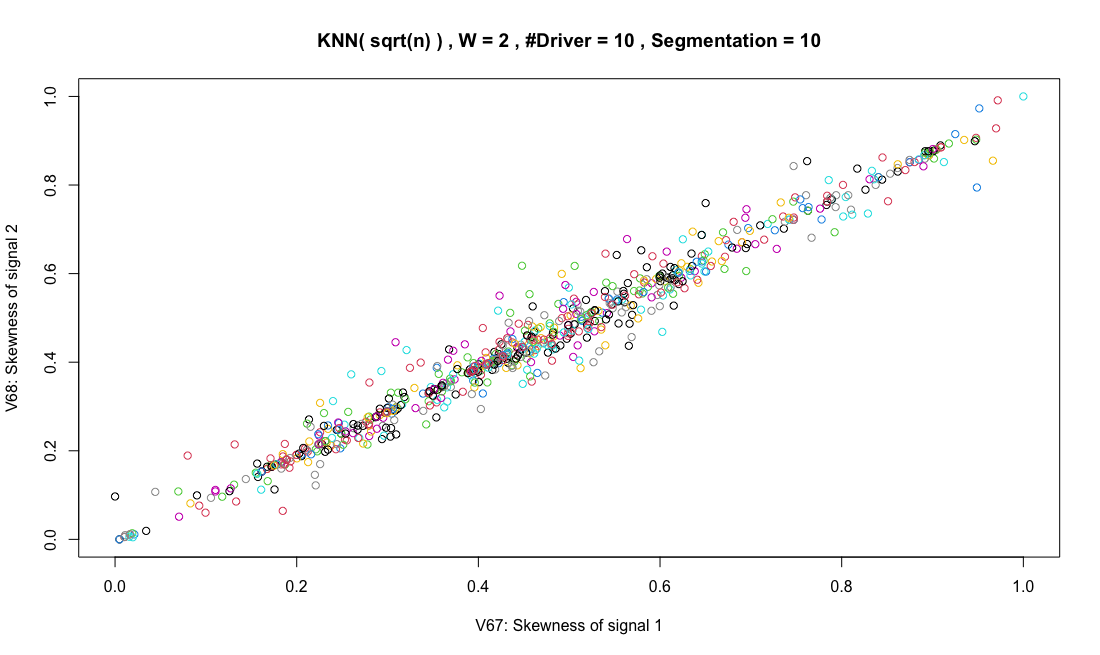 KNN( sqrt(n) ) , W = 2 , #Driver = 10 , Segmentation = 10
V68: Skewness of signal 2
1.0
0.8
0.6
0.4
0.2
0.0
0.0 0.2 0.4 0.6 0.8 1.0
V67: Skewness of signal 1